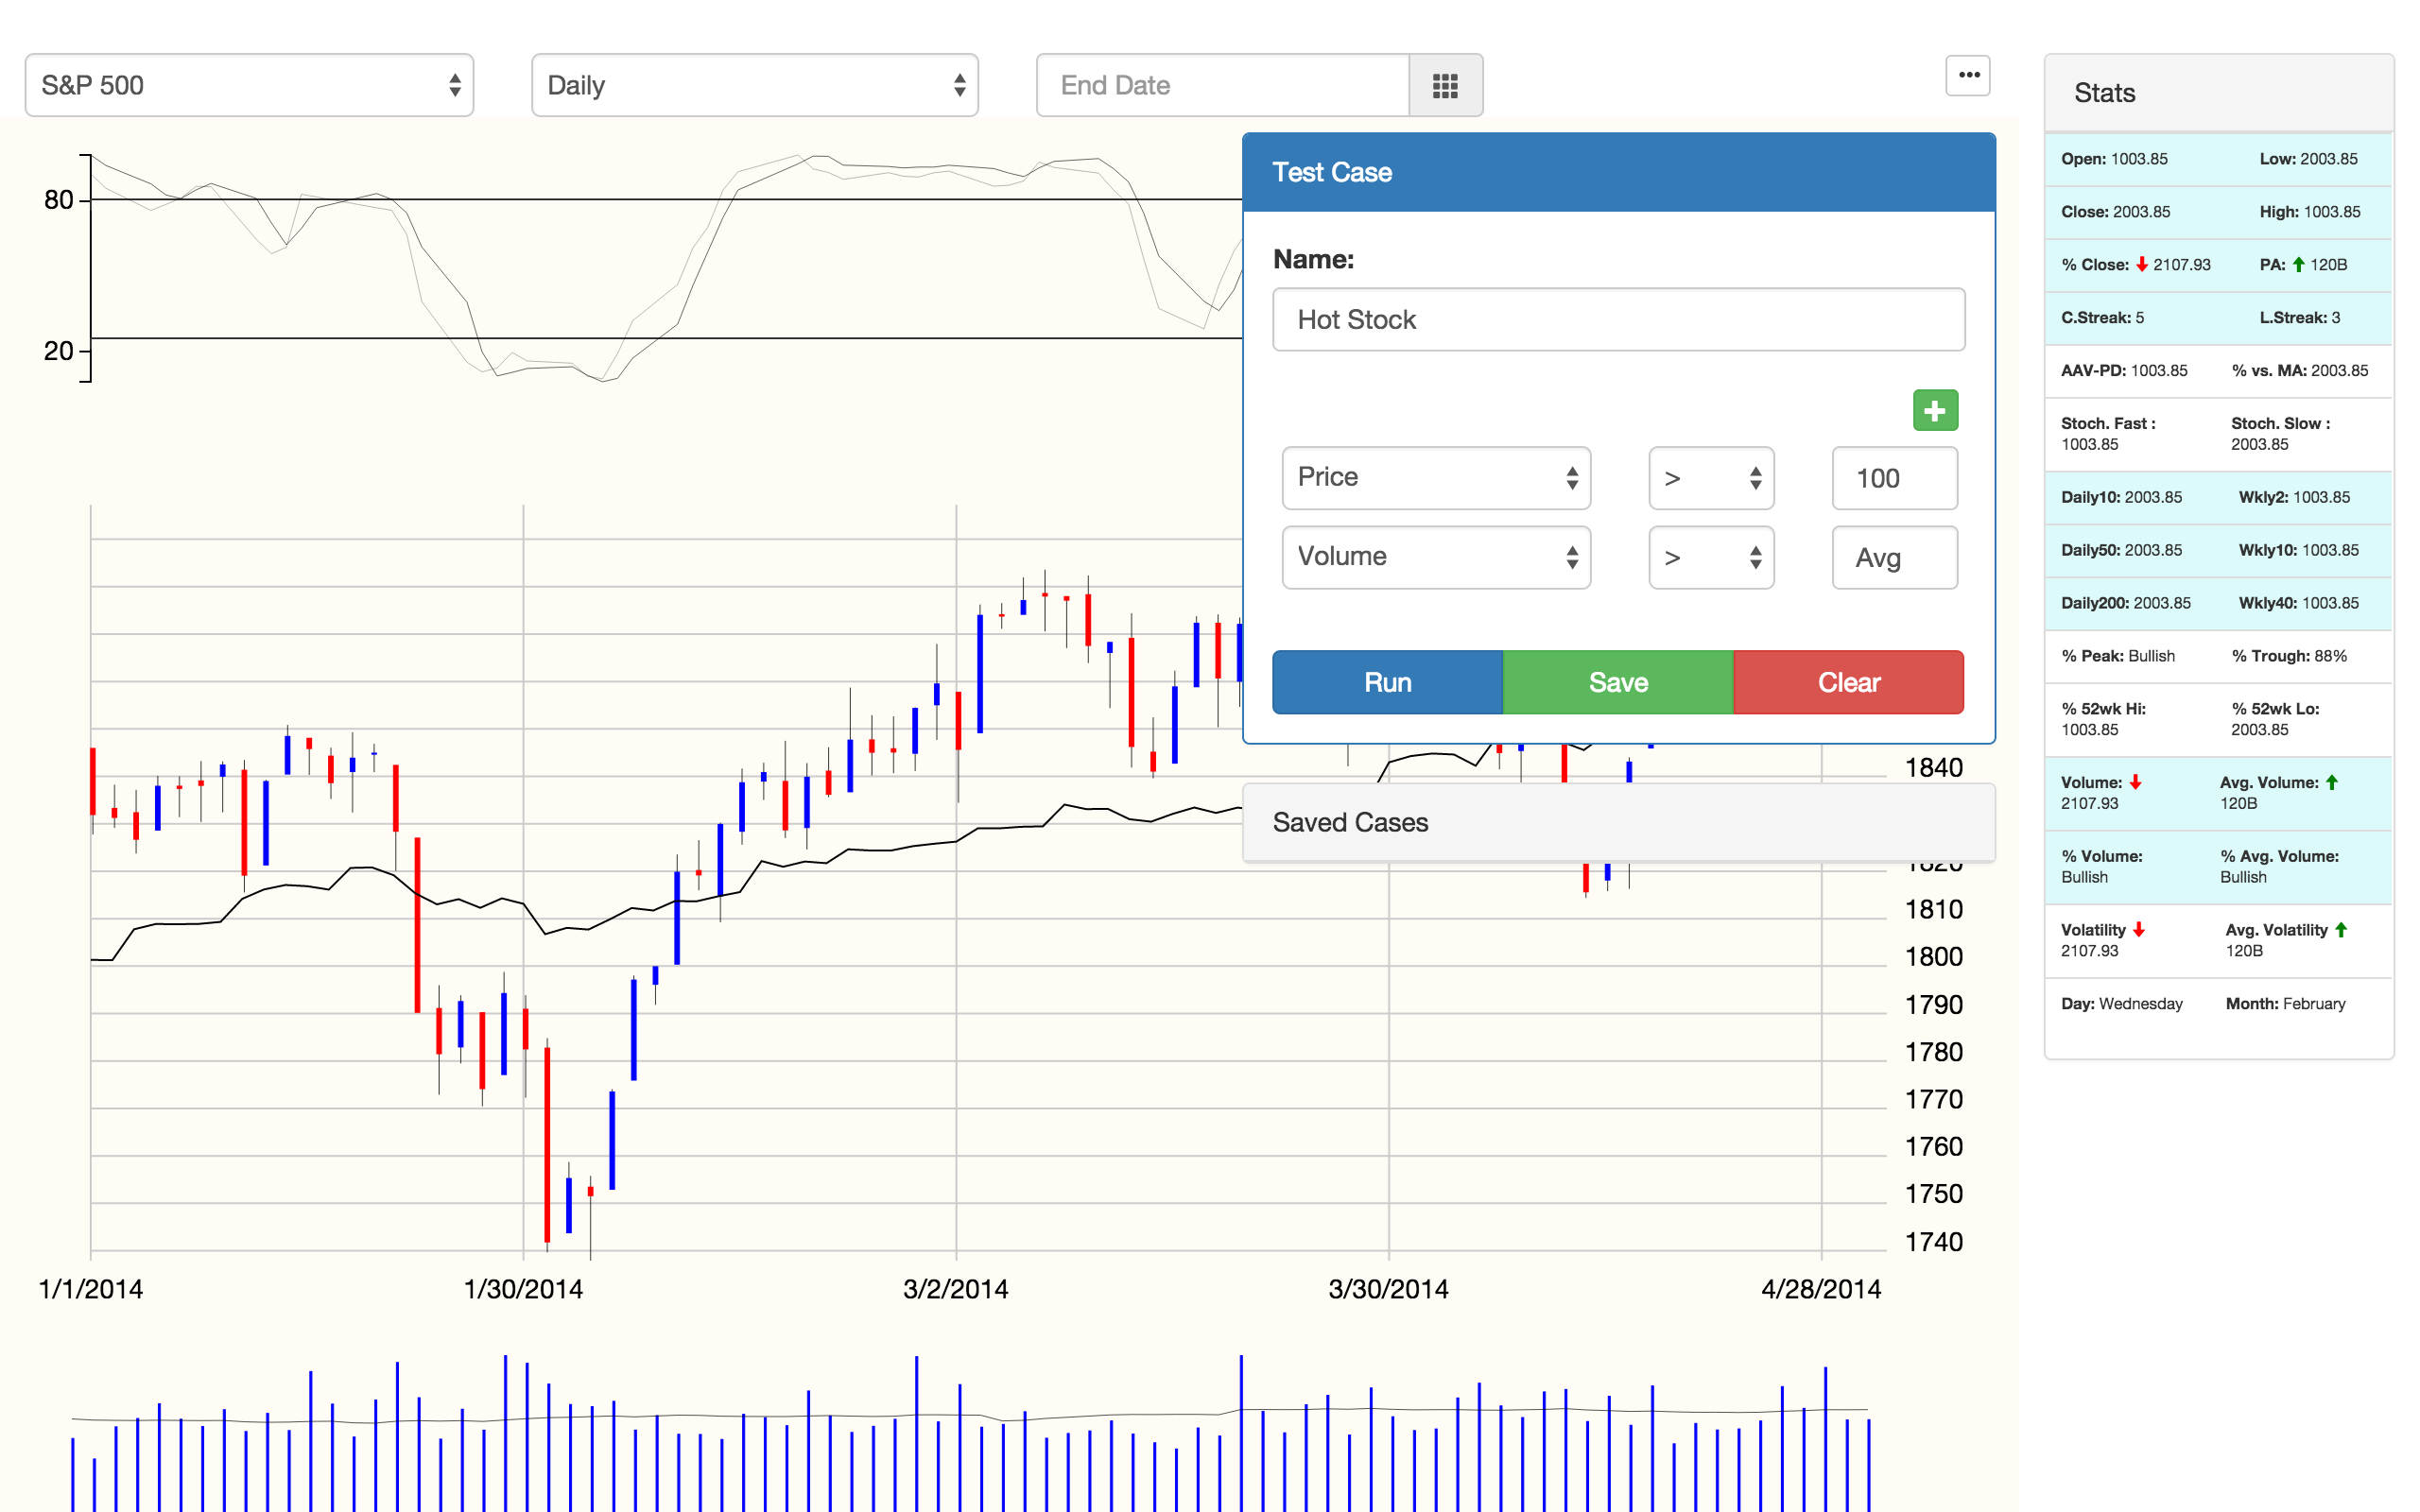 S&P 500
Daily
End Date
80
20
Test Case
Name:
Hot Stock
Price > 100
Volume > Avg
Run Save Clear
Saved Cases
1840
1820
1810
1800
1790
1780
1770
1760
1750
1740
1/1/2014 1/30/2014 3/2/2014 3/30/2014 4/28/2014
Stats
Open: 1003.85 Low: 2003.85
Close: 2003.85 High: 1003.85
% Close: 2107.93 PA: 120B
C.Streak: 5 L.Streak: 3
AAV-PD: 1003.85 % vs. MA: 2003.85
Stoch. Fast : Stoch. Slow :
1003.85 2003.85
Daily10: 2003.85 Wkly2: 1003.85
Daily50: 2003.85 Wkly10: 1003.85
Daily200: 2003.85 Wkly40: 1003.85
% Peak: Bullish % Trough: 88%
% 52wk Hi: % 52wk Lo:
1003.85 2003.85
Volume: Avg. Volume:
2107.93 120B
% Volume: % Avg. Volume:
Bullish Bullish
Volatility Avg. Volatility
2107.93 120B
Day: Wednesday Month: February